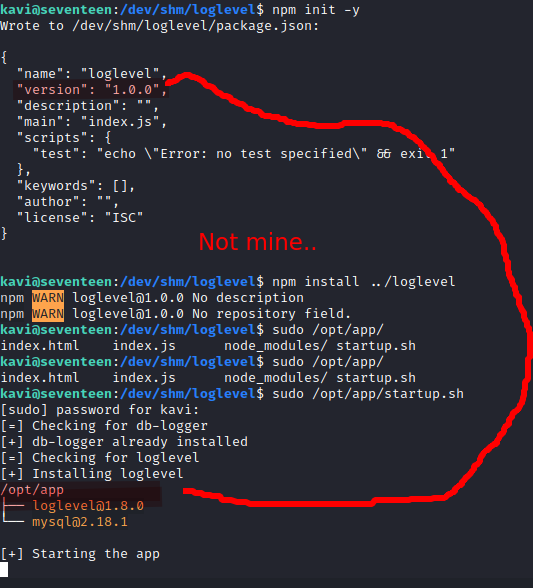 kavi@seventeen:/dev/shm/loglevel$ npm init -y
Wrote to /dev/shm/loglevel/package.json:
{
"name": "loglevel",
"version": "1.0.0",
"description": "",
"main": "index.js",
"scripts": {
"test": "echo \"Error: no test specified\" && exit 1"
},
"keywords": [],
"author": "",
"license": "ISC"
}
Not mine..
kavi@seventeen:/dev/shm/loglevel$ npm install ../loglevel
npm WARN loglevel@1.0.0 No description
npm WARN loglevel@1.0.0 No repository field.
kavi@seventeen:/dev/shm/loglevel$ sudo /opt/app/
index.html    index.js      node_modules/ startup.sh
kavi@seventeen:/dev/shm/loglevel$ sudo /opt/app/
index.html    index.js      node_modules/ startup.sh
kavi@seventeen:/dev/shm/loglevel$ sudo /opt/app/startup.sh
[sudo] password for kavi:
[=] Checking for db-logger
[+] db-logger already installed
[=] Checking for loglevel
[+] Installing loglevel
/opt/app
├── loglevel@1.8.0
└── mysql@2.18.1
[+] Starting the app